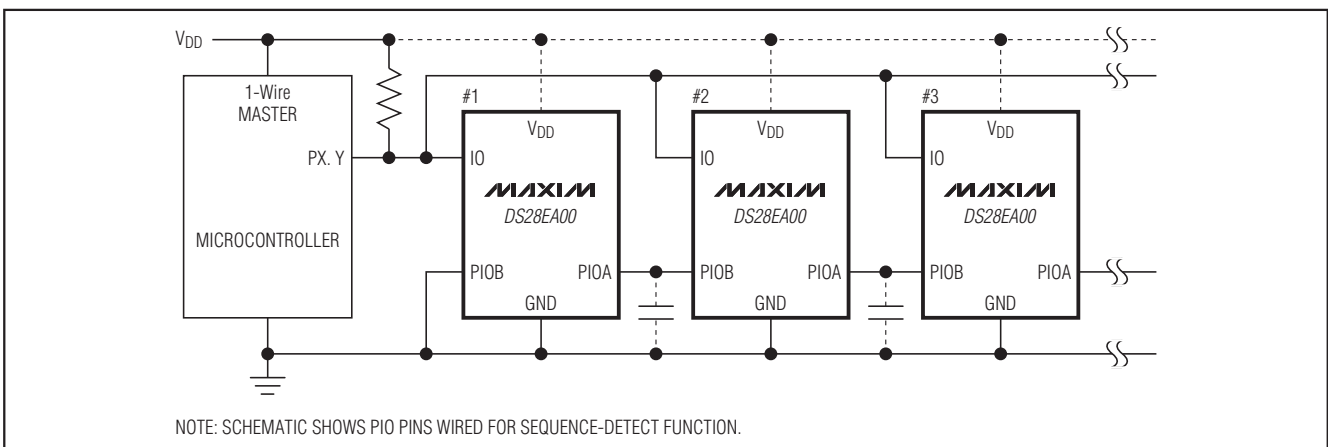 VDD
1-Wire
MASTER
PX. Y
MICROCONTROLLER
#1
VDD
IO
MAXIM
DS28EA00
PIOB
PIOA
GND
#2
VDD
IO
MAXIM
DS28EA00
PIOB
PIOA
GND
#3
VDD
IO
MAXIM
DS28EA00
PIOB
PIOA
GND
NOTE: SCHEMATIC SHOWS PIO PINS WIRED FOR SEQUENCE-DETECT FUNCTION.